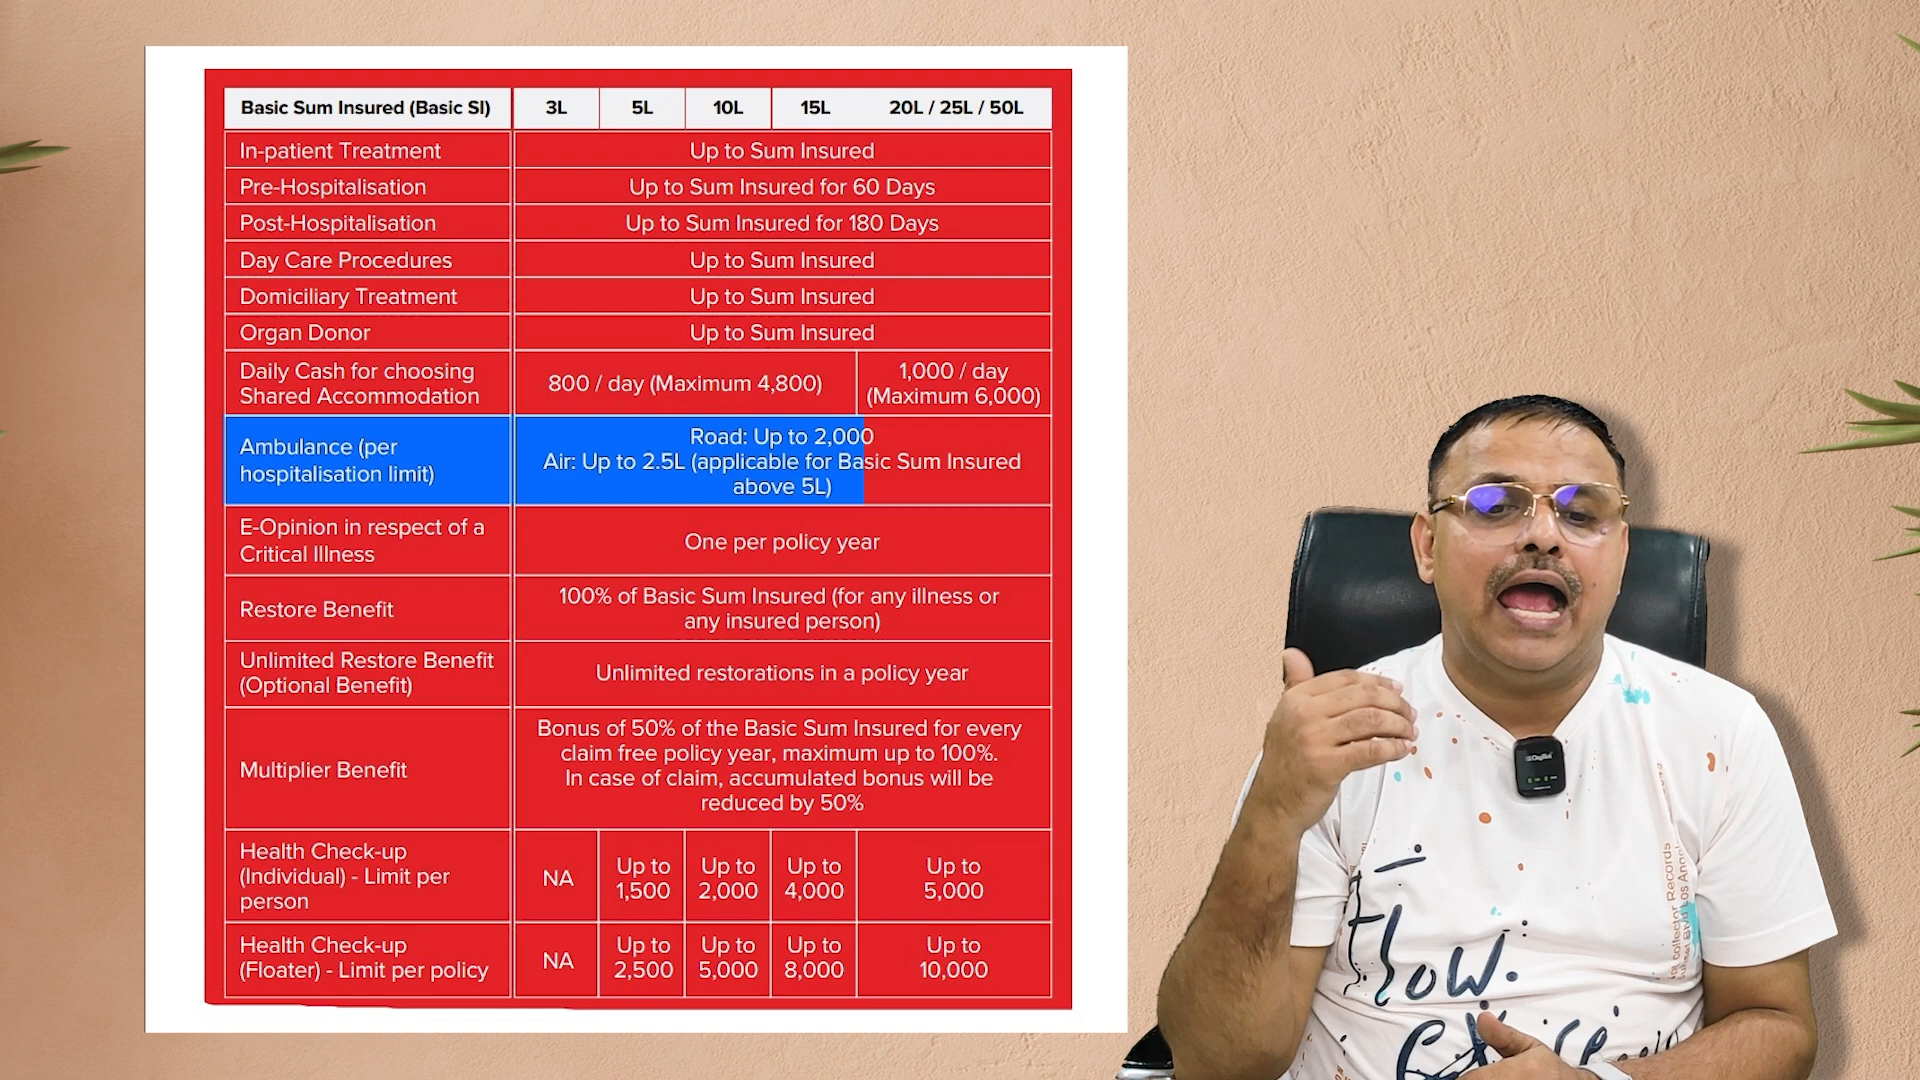 Basic Sum Insured (Basic SI) 3L 5L 10L 15L 20L / 25L / 50L
In-patient Treatment Up to Sum Insured
Pre-Hospitalisation Up to Sum Insured for 60 Days
Post-Hospitalisation Up to Sum Insured for 180 Days
Day Care Procedures Up to Sum Insured
Domiciliary Treatment Up to Sum Insured
Organ Donor Up to Sum Insured
Daily Cash for choosing
Shared Accommodation
800 / day (Maximum 4,800)
1,000 / day
(Maximum 6,000)
Ambulance (per
hospitalisation limit)
Road: Up to 2,000
Air: Up to 2.5L (applicable for Basic Sum Insured
above 5L)
E-Opinion in respect of a
Critical Illness
One per policy year
Restore Benefit
100% of Basic Sum Insured (for any illness or
any insured person)
Unlimited Restore Benefit
(Optional Benefit)
Unlimited restorations in a policy year
Multiplier Benefit
Bonus of 50% of the Basic Sum Insured for every
claim free policy year, maximum up to 100%.
In case of claim, accumulated bonus will be
reduced by 50%
Health Check-up
(Individual) - Limit per
person
NA
Up to
1,500
Up to
2,000
Up to
4,000
Up to
5,000
Health Check-up
(Floater) - Limit per policy
NA
Up to
2,500
Up to
5,000
Up to
8,000
Up to
10,000
Flow.